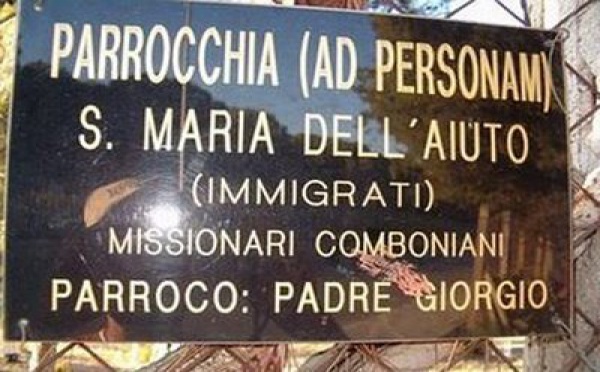 PARROCCHIA (AD PERSONAM)
S. MARIA DELL'AIUTO
(IMMIGRATI)
MISSIONARI COMBONIANI
PARROCO: PADRE GIORGIO